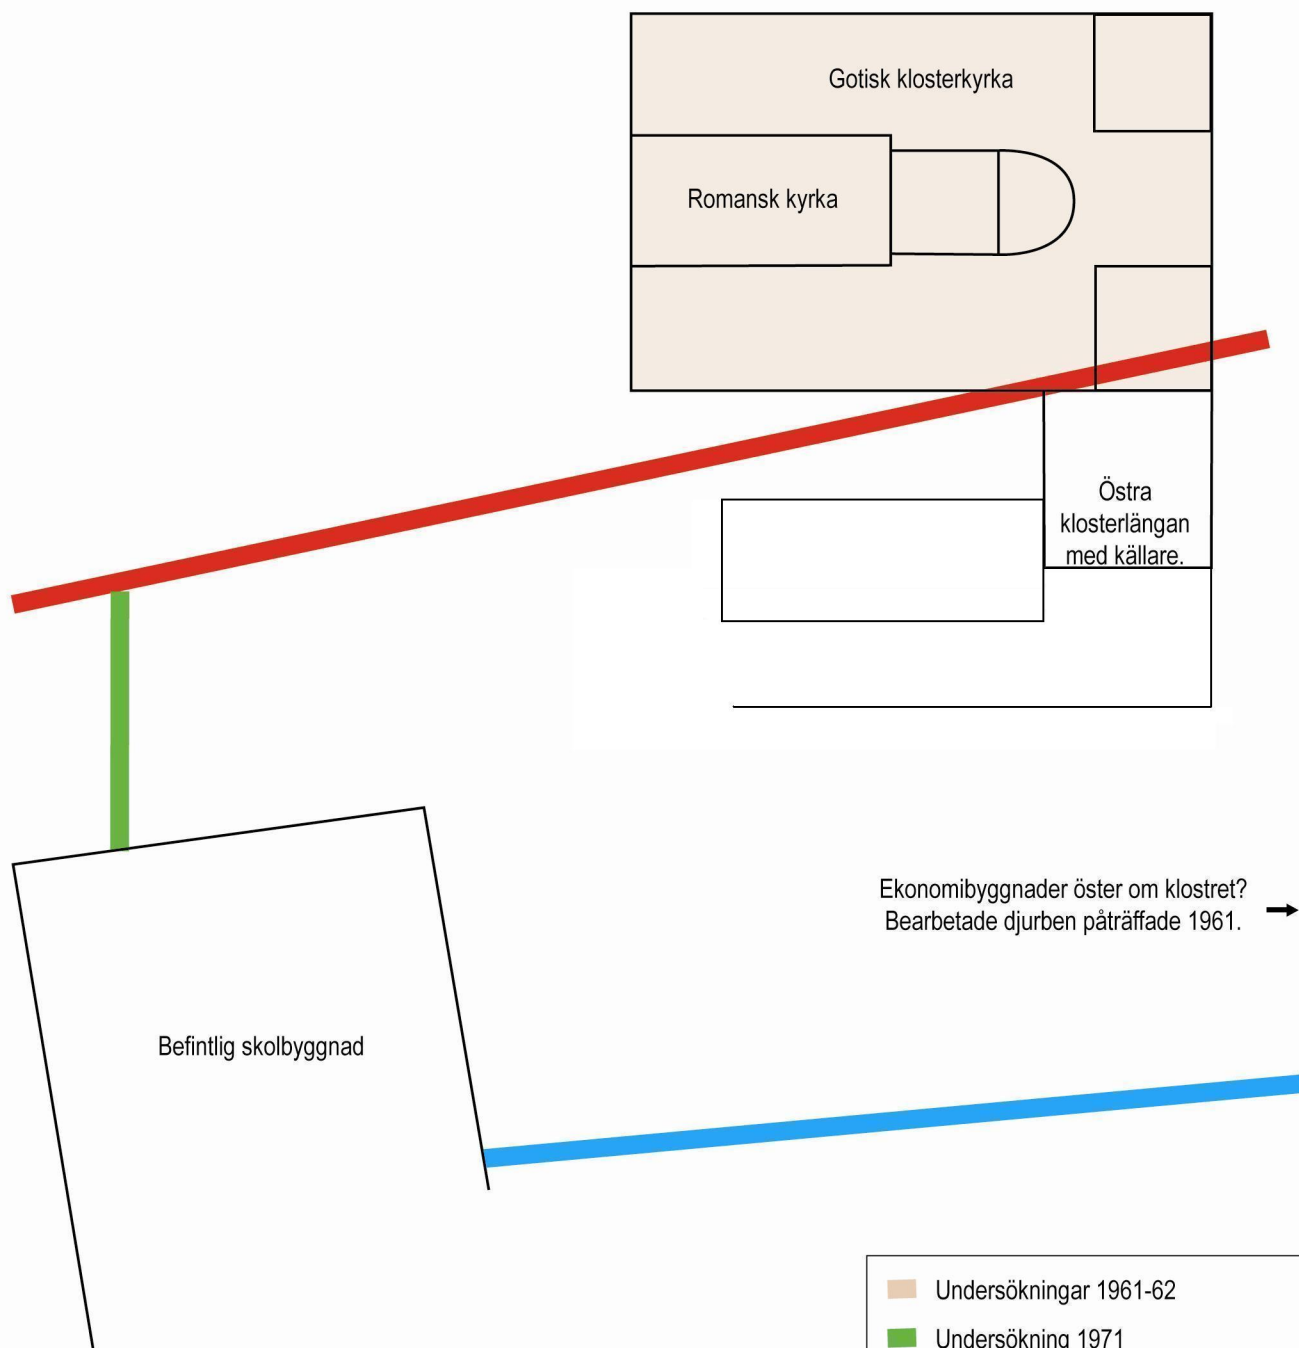 Gotisk klosterkyrka
Romansk kyrka
Östra
klosterlängan
med källare.
Ekonomibyggnader öster om klostret?
Bearbetade djurben påträffade 1961.
Befintlig skolbyggnad
Undersökningar 1961-62
Undersökning 1971